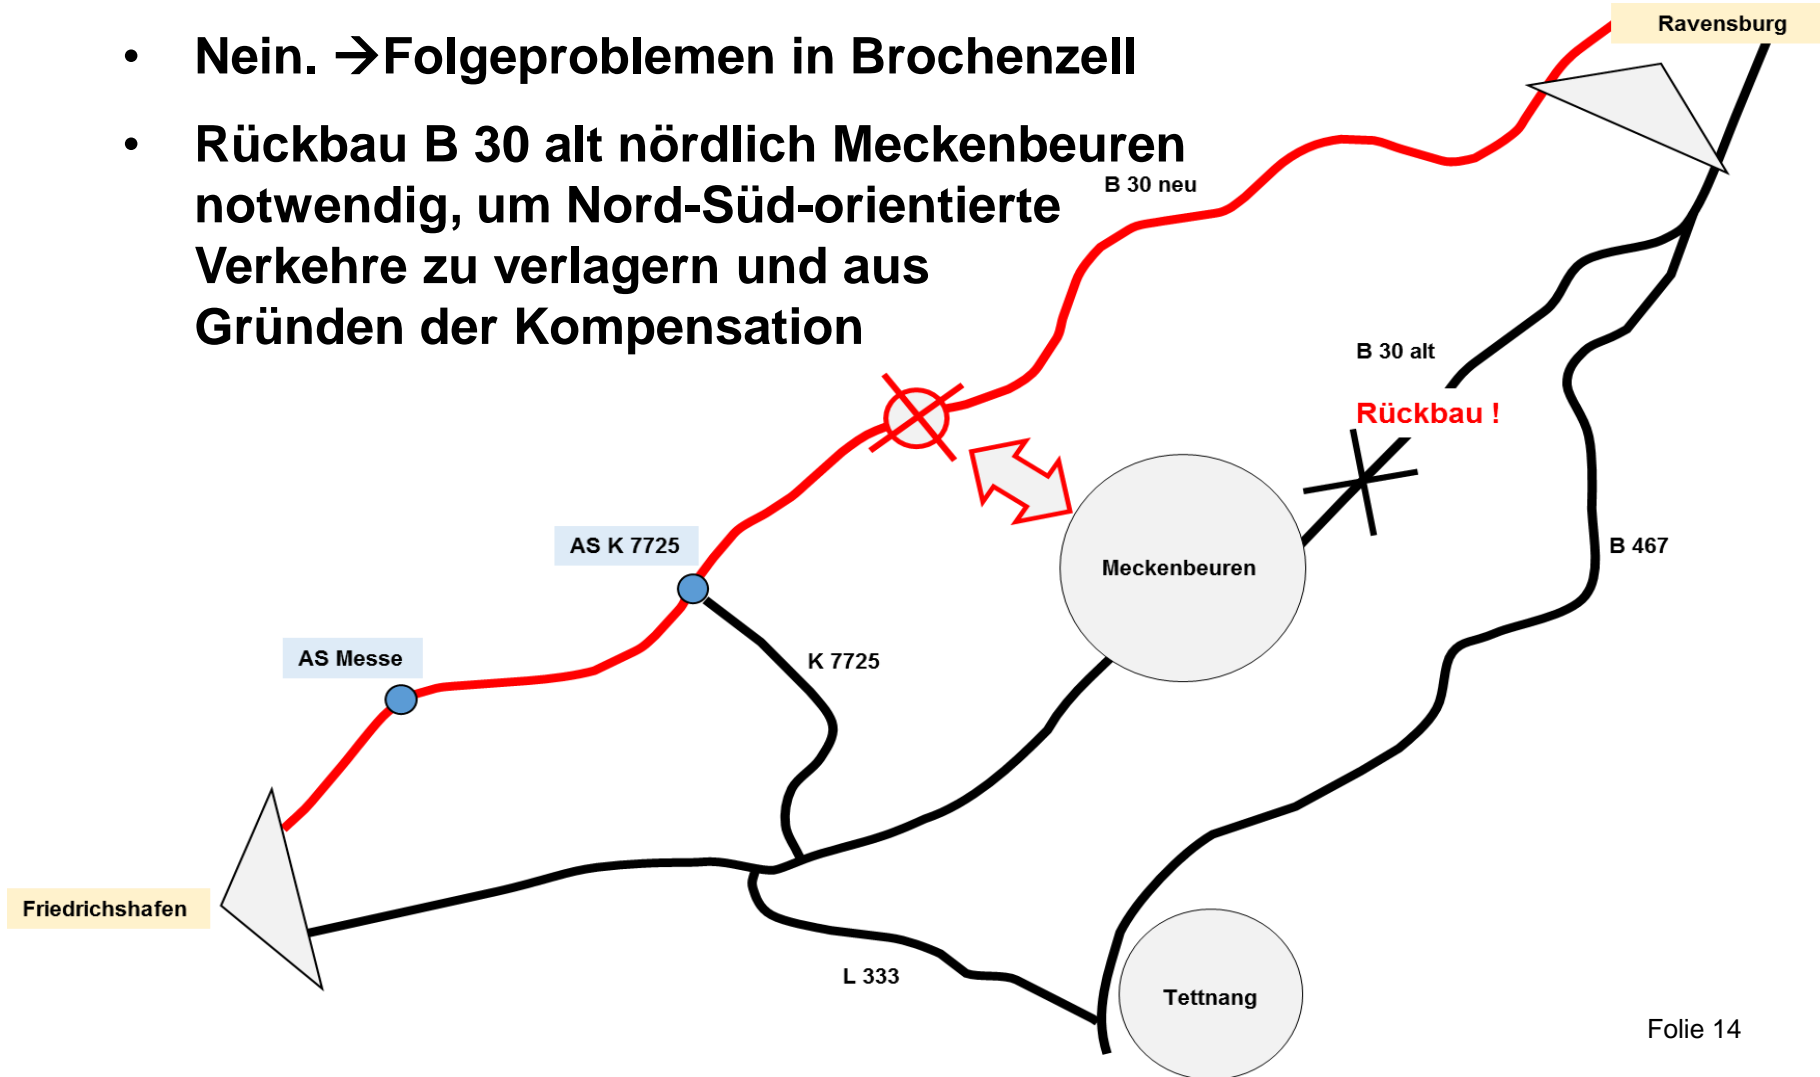 • Nein. →Folgeproblemen in Brochenzell
• Rückbau B 30 alt nördlich Meckenbeuren
notwendig, um Nord-Süd-orientierte
Verkehre zu verlagern und aus
Gründen der Kompensation
Ravensburg
B 30 neu
B 30 alt
Rückbau !
AS K 7725
B 467
Meckenbeuren
AS Messe
K 7725
Friedrichshafen
L 333
Tettnang
Folie 14